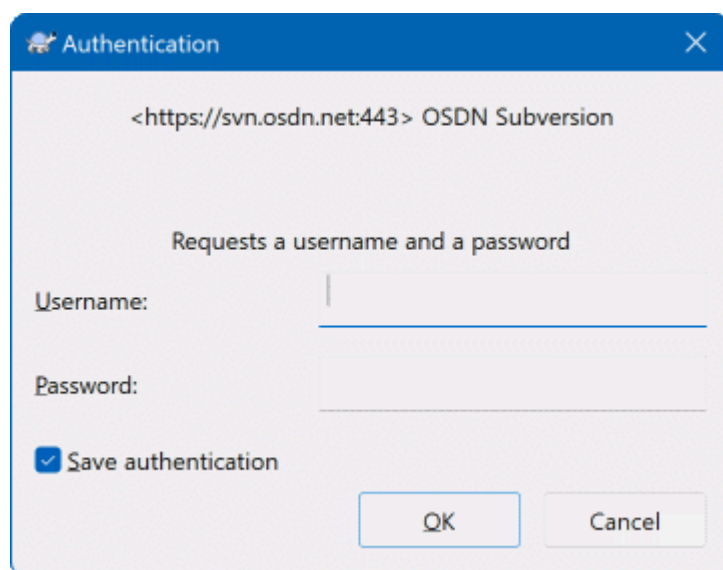 Authentication
<https://svn.osdn.net:443> OSDN Subversion
Requests a username and a password
Username:
Password:
Save authentication
OK
Cancel